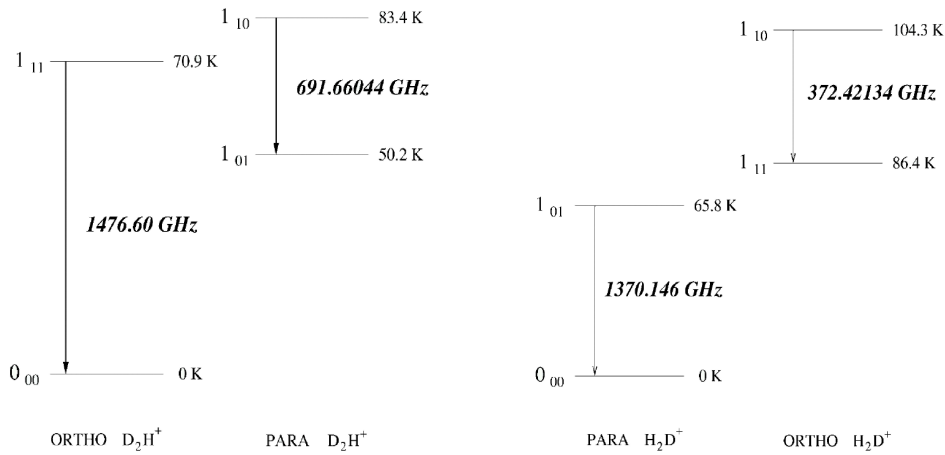 1 10 83.4 K
1 10 104.3 K
1 11 70.9 K
691.66044 GHz
372.42134 GHz
1 01 50.2 K
1 11 86.4 K
1476.60 GHz
1 01 65.8 K
1370.146 GHz
0 00 0 K
0 00 0 K
ORTHO D2H+
PARA D2H+
PARA H2D+
ORTHO H2D+